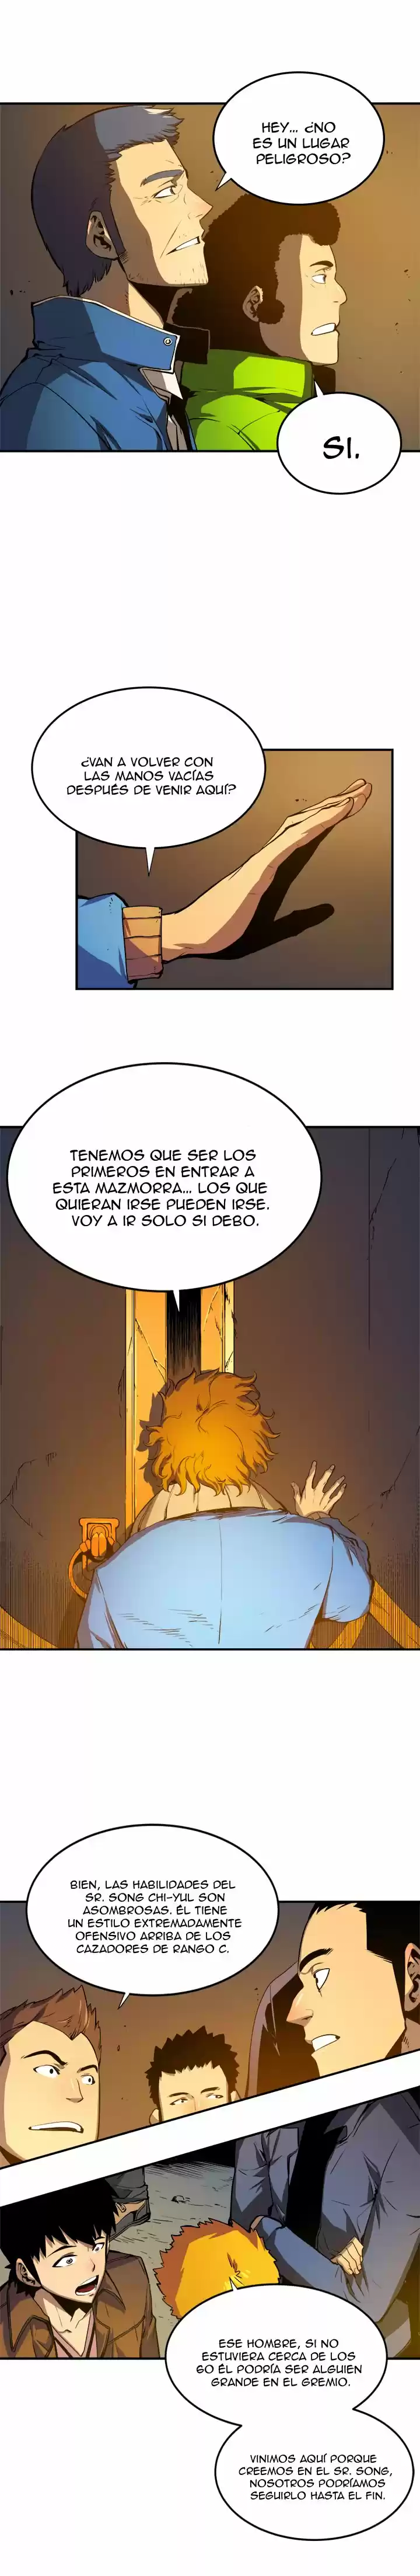 HEY... ¿NO
ES UN LUGAR
PELIGROSO?
SI.
¿VAN A VOLVER CON
LAS MANOS VACÍAS
DESPUÉS DE VENIR AQUÍ?
TENEMOS QUE SER LOS
PRIMEROS EN ENTRAR A
ESTA MAZMORRA... LOS QUE
QUIERAN IRSE PUEDEN IRSE.
VOY A IR SOLO SI DEBO.
BIEN, LAS HABILIDADES DEL
SR. SONG CHI-YUL SON
ASOMBROSAS. ÉL TIENE
UN ESTILO EXTREMADAMENTE
OFENSIVO ARRIBA DE LOS
CAZADORES DE RANGO C.
ESE HOMBRE, SI NO
ESTUVIERA CERCA DE LOS
60 ÉL PODRÍA SER ALGUIEN
GRANDE EN EL GREMIO.
VINIMOS AQUÍ PORQUE
CREEMOS EN EL SR. SONG,
NOSOTROS PODRÍAMOS
SEGUIRLO HASTA EL FIN.